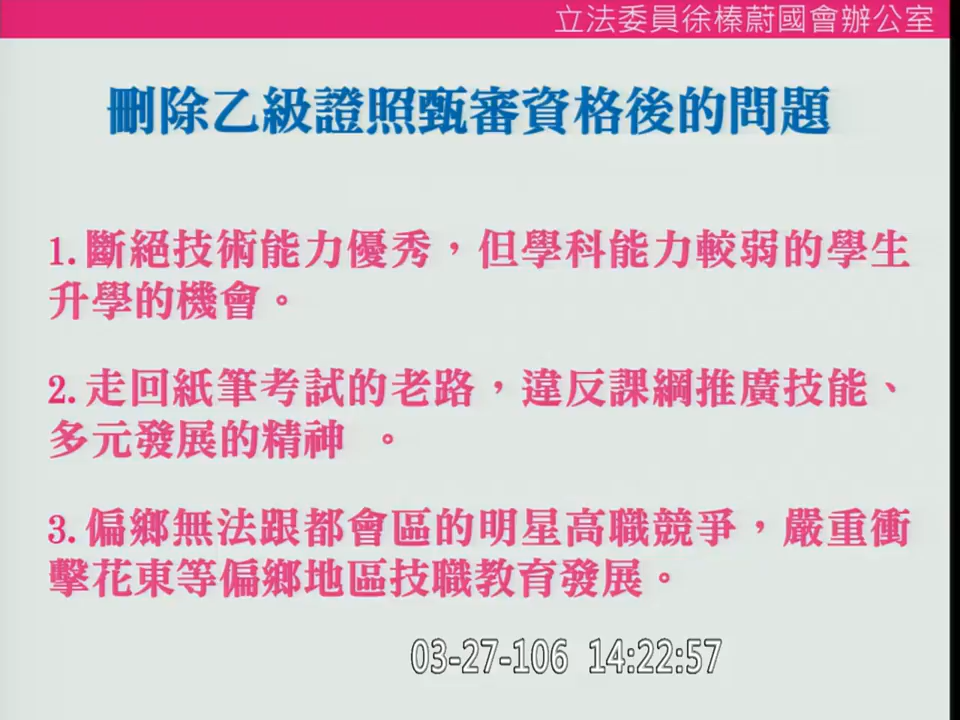 立法委員徐榛蔚國會辦公室
刪除乙級證照甄審資格後的問題
1.斷絕技術能力優秀，但學科能力較弱的學生
升學的機會。
2.走回紙筆考試的老路，違反課綱推廣技能、
多元發展的精神 。
3.偏鄉無法跟都會區的明星高職競爭，嚴重衝
擊花東等偏鄉地區技職教育發展。
03-27-106 14:22:57